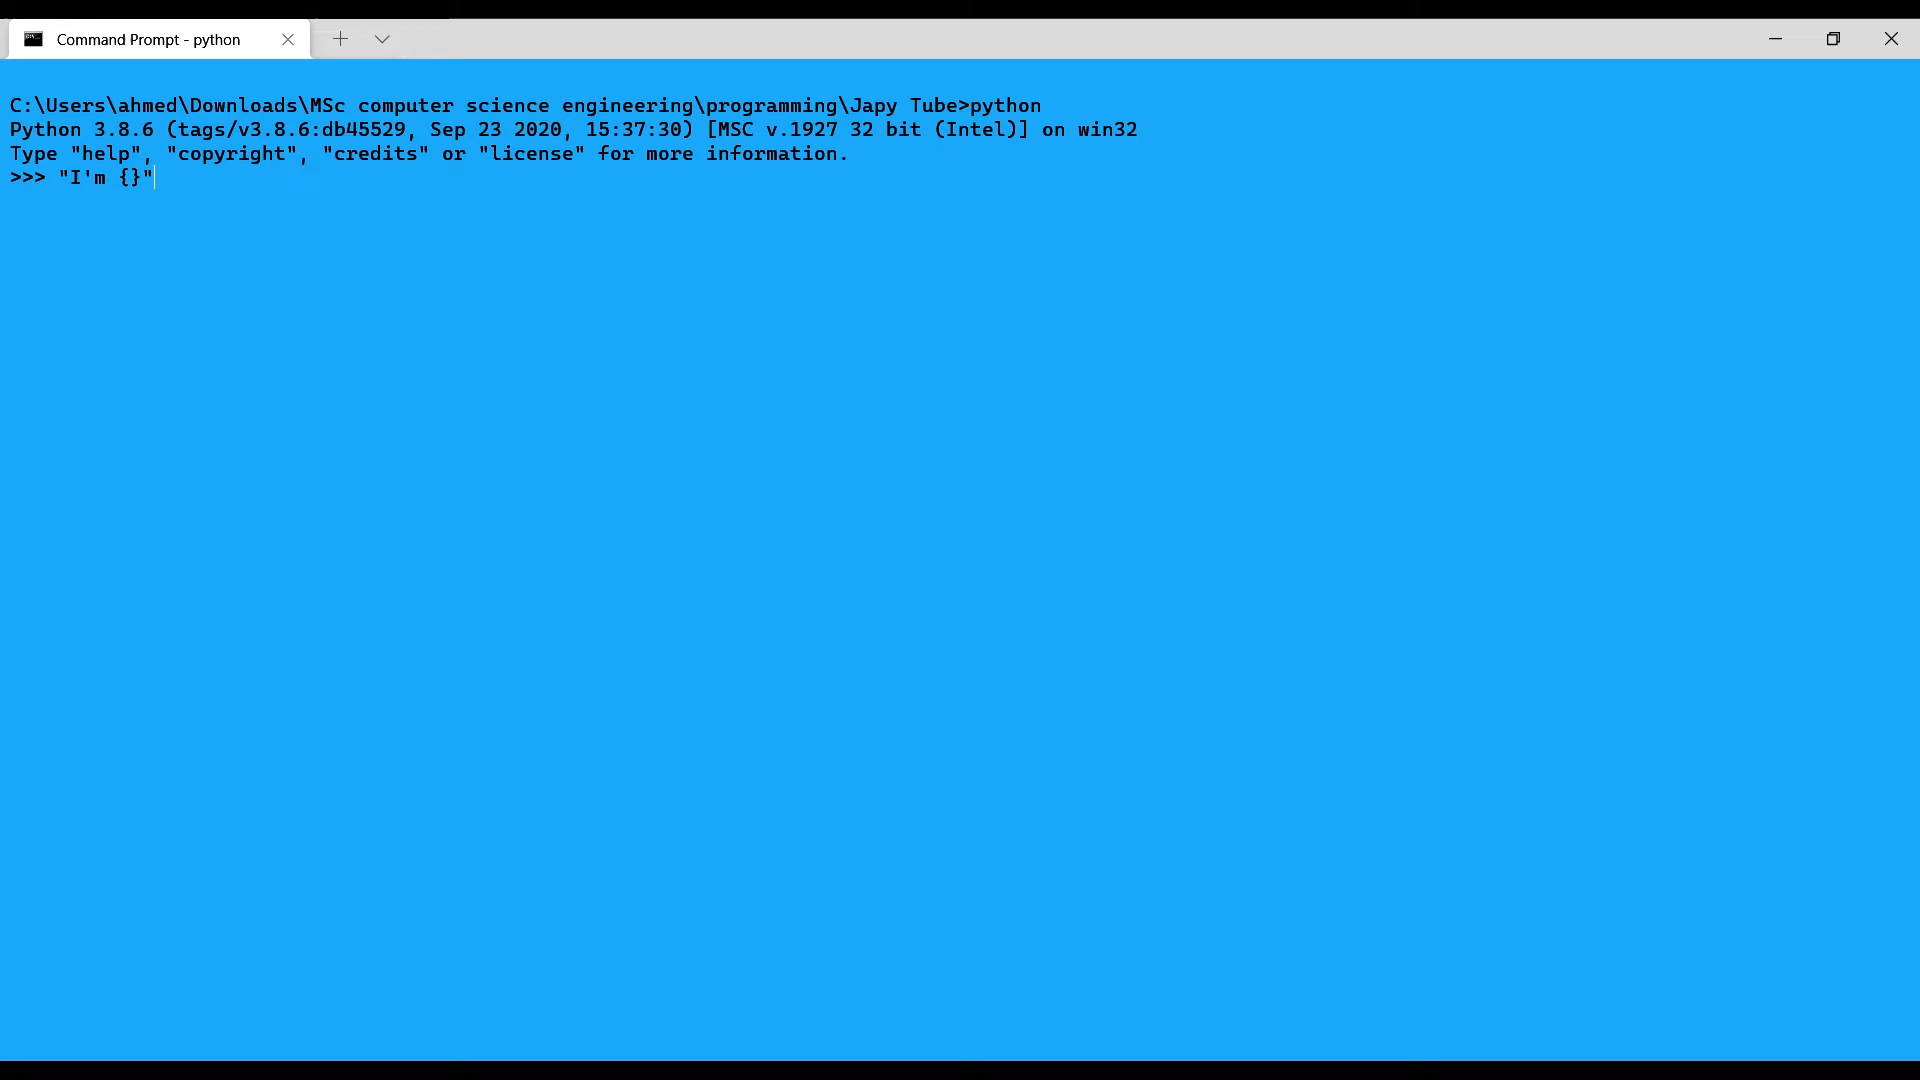 Command Prompt - python
C:\Users\ahmed\Downloads\MSc computer science engineering\programming\Japy Tube>python
Python 3.8.6 (tags/v3.8.6:db45529, Sep 23 2020, 15:37:30) [MSC v.1927 32 bit (Intel)] on win32
Type "help", "copyright", "credits" or "license" for more information.
>>> "I'm {}"